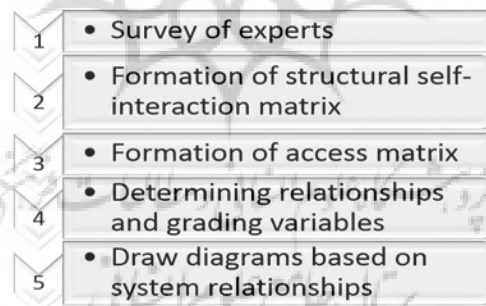 1
• Survey of experts
2
• Formation of structural self-
interaction matrix
3
• Formation of access matrix
4
• Determining relationships
and grading variables
5
• Draw diagrams based on
system relationships